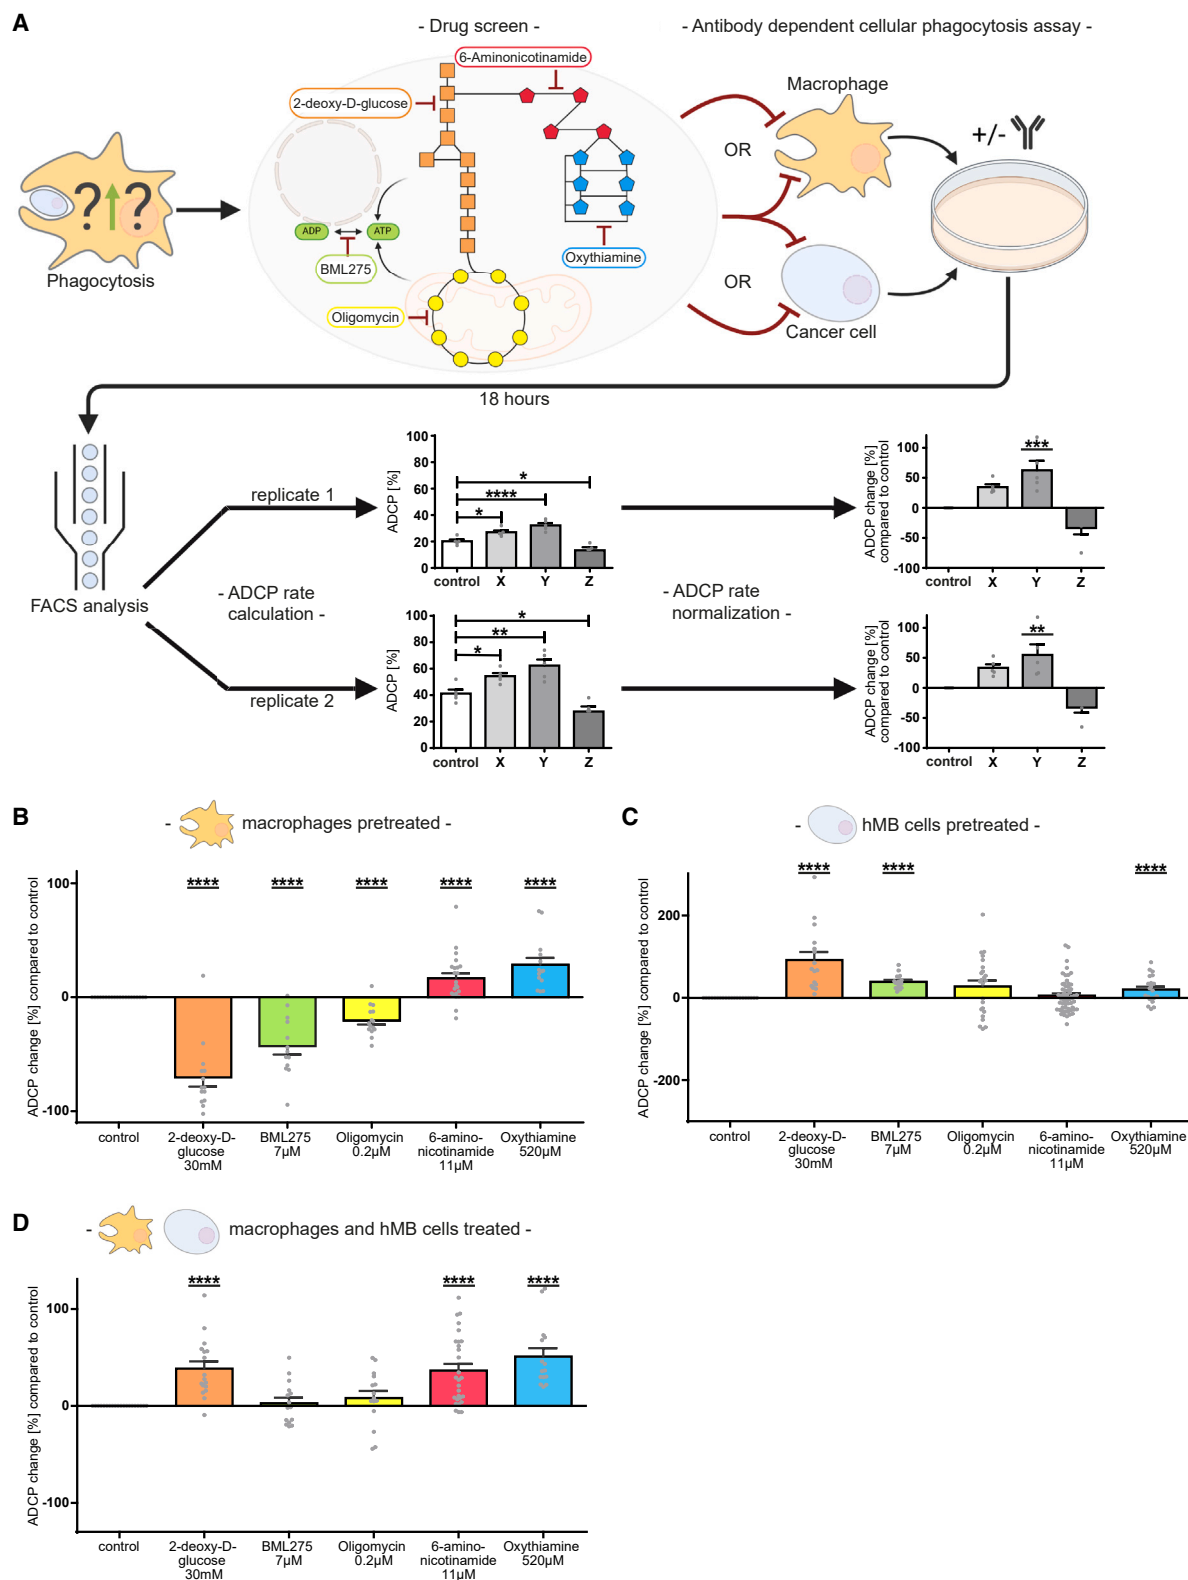 A
- Drug screen -
- Antibody dependent cellular phagocytosis assay -
6-Aminonicotinamide
2-deoxy-D-glucose
Macrophage
OR
+/-
? ?
ADP
ATP
BML275
Oxythiamine
Phagocytosis
Oligomycin
OR
Cancer cell
18 hours
FACS analysis
replicate 1
- ADCP rate
calculation -
replicate 2
ADCP [%]
100
80
60
40
20
0
*
****
*
control X Y Z
ADCP [%]
100
80
60
40
20
0
*
**
*
control X Y Z
- ADCP rate
normalization -
ADCP change [%]
compared to control
100
50
0
-50
-100
***
control X Y Z
ADCP change [%]
compared to control
100
50
0
-50
-100
**
control X Y Z
B
- macrophages pretreated -
ADCP change [%] compared to control
100
0
-100
**** **** **** **** ****
control
2-deoxy-D-
glucose
30mM
BML275
7µM
Oligomycin
0.2µM
6-amino-
nicotinamide
11µM
Oxythiamine
520µM
C
- hMB cells pretreated -
ADCP change [%] compared to control
200
0
-200
**** **** ****
control
2-deoxy-D-
glucose
30mM
BML275
7µM
Oligomycin
0.2µM
6-amino-
nicotinamide
11µM
Oxythiamine
520µM
D
- macrophages and hMB cells treated -
ADCP change [%] compared to control
100
0
-100
**** **** ****
control
2-deoxy-D-
glucose
30mM
BML275
7µM
Oligomycin
0.2µM
6-amino-
nicotinamide
11µM
Oxythiamine
520µM